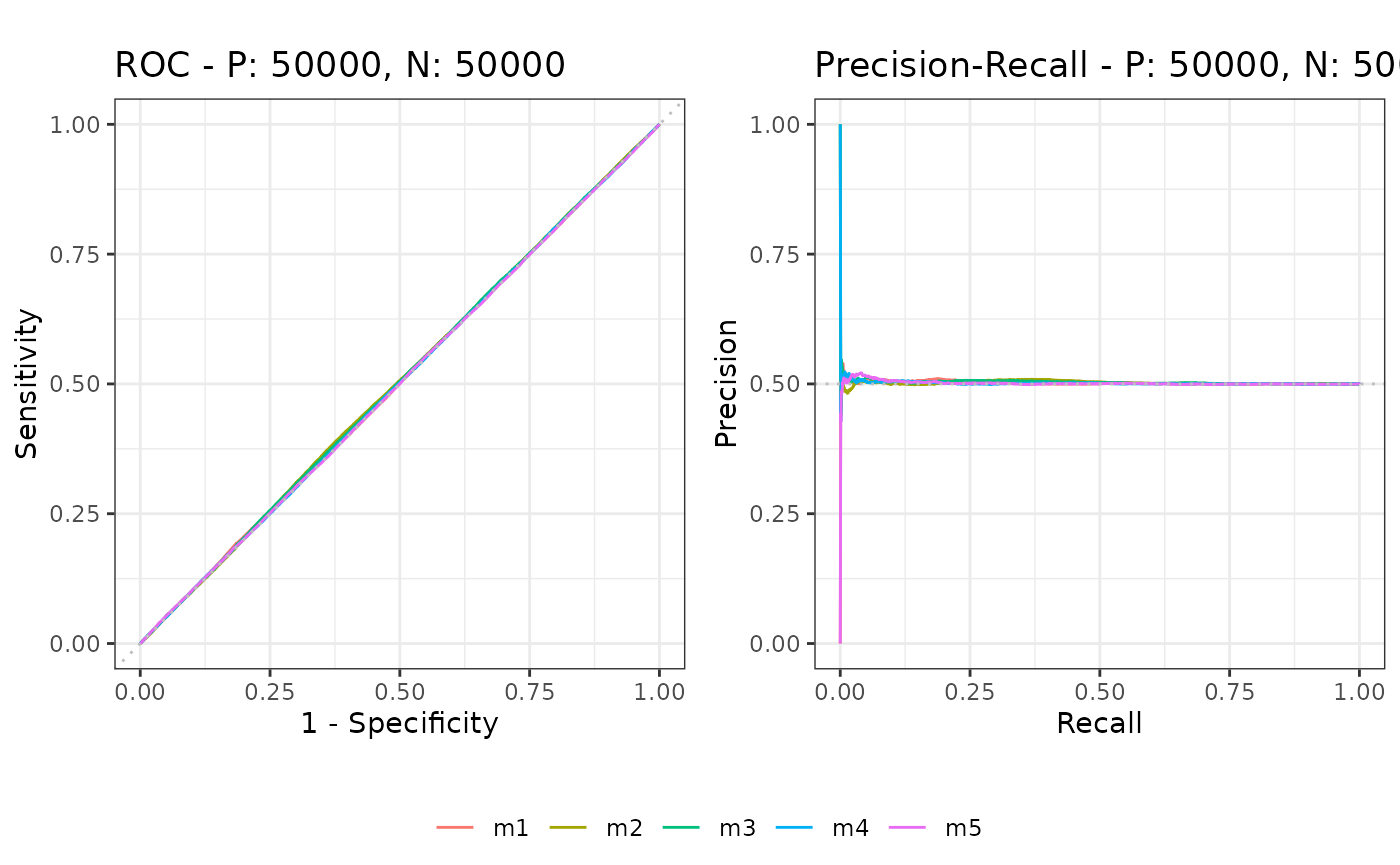 ROC - P: 50000, N: 50000
Sensitivity
1.00
0.75
0.50
0.25
0.00
0.00 0.25 0.50 0.75 1.00
1 - Specificity
Precision-Recall - P: 50000, N: 500
Precision
1.00
0.75
0.50
0.25
0.00
0.00 0.25 0.50 0.75 1.00
Recall
m1 m2 m3 m4 m5